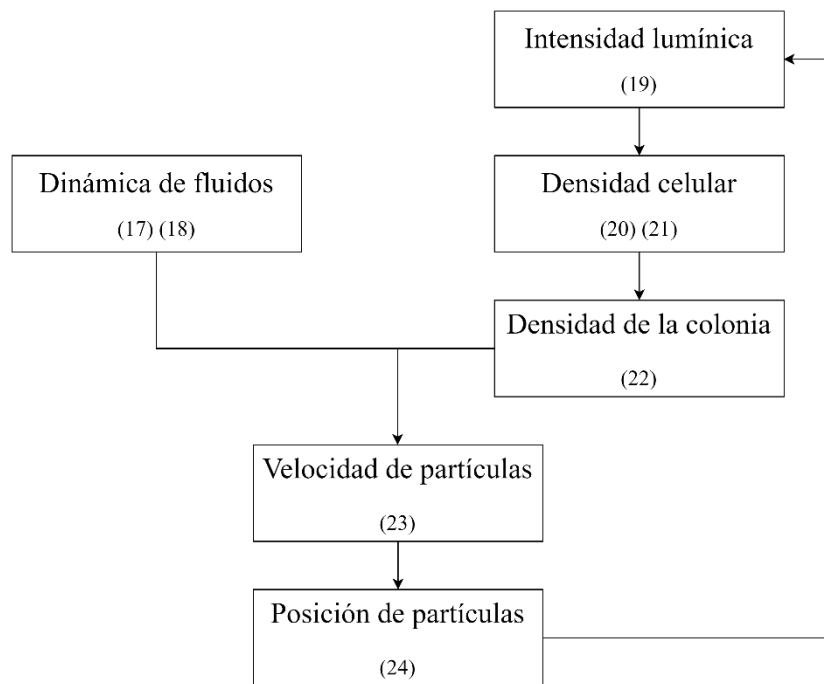 Intensidad lumínica
(19)
Dinámica de fluidos
(17) (18)
Densidad celular
(20) (21)
Densidad de la colonia
(22)
Velocidad de partículas
(23)
Posición de partículas
(24)